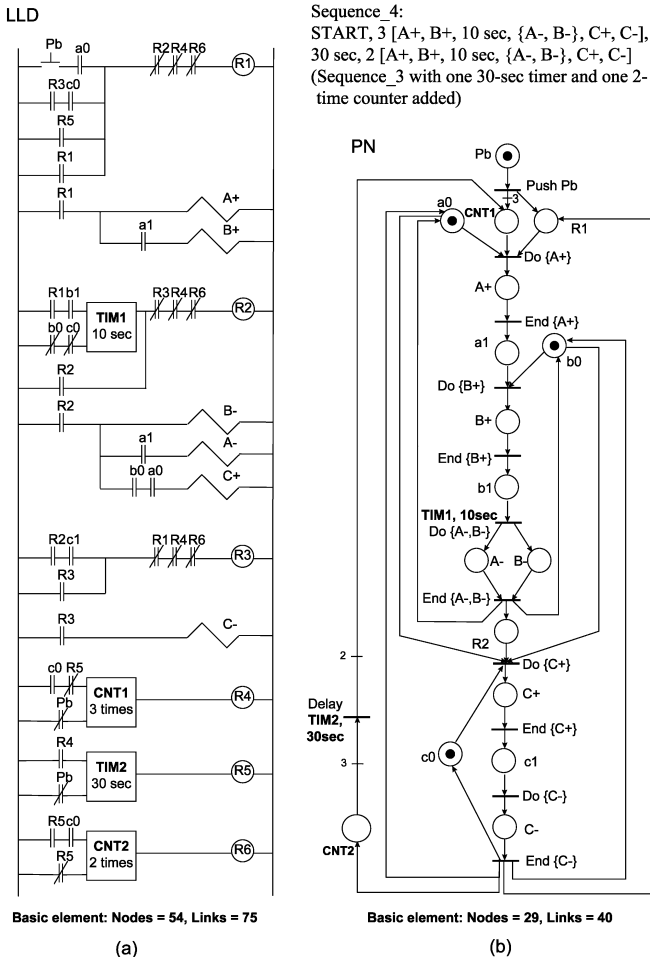 LLD
Sequence_4:
START, 3 [A+, B+, 10 sec, {A-, B-}, C+, C-],
30 sec, 2 [A+, B+, 10 sec, {A-, B-}, C+, C-]
(Sequence_3 with one 30-sec timer and one 2-
time counter added)
Pb a0 R2 R4 R6 R1
R3 c0
R5
R1
R1 A+
a1 B+
R1 b1 TIM1 R3 R4 R6 R2
10 sec
b0 c0
R2
R2 B-
a1 A-
b0 a0 C+
R2 c1 R1 R4 R6 R3
R3
R3 C-
c0 R5 CNT1 R4
3 times
Pb
R4 TIM2 R5
30 sec
Pb
R5 c0 CNT2 R6
2 times
R5
Basic element: Nodes = 54, Links = 75
(a)
PN
Pb
Push Pb
3
a0 CNT1 R1
Do {A+}
A+
End {A+}
a1
b0
Do {B+}
B+
End {B+}
b1
TIM1, 10sec
Do {A-,B-}
A- B-
End {A-,B-}
R2
2
Do {C+}
C+
Delay
TIM2,
30sec
End {C+}
c0 c1
3
Do {C-}
C-
CNT2
End {C-}
Basic element: Nodes = 29, Links = 40
(b)